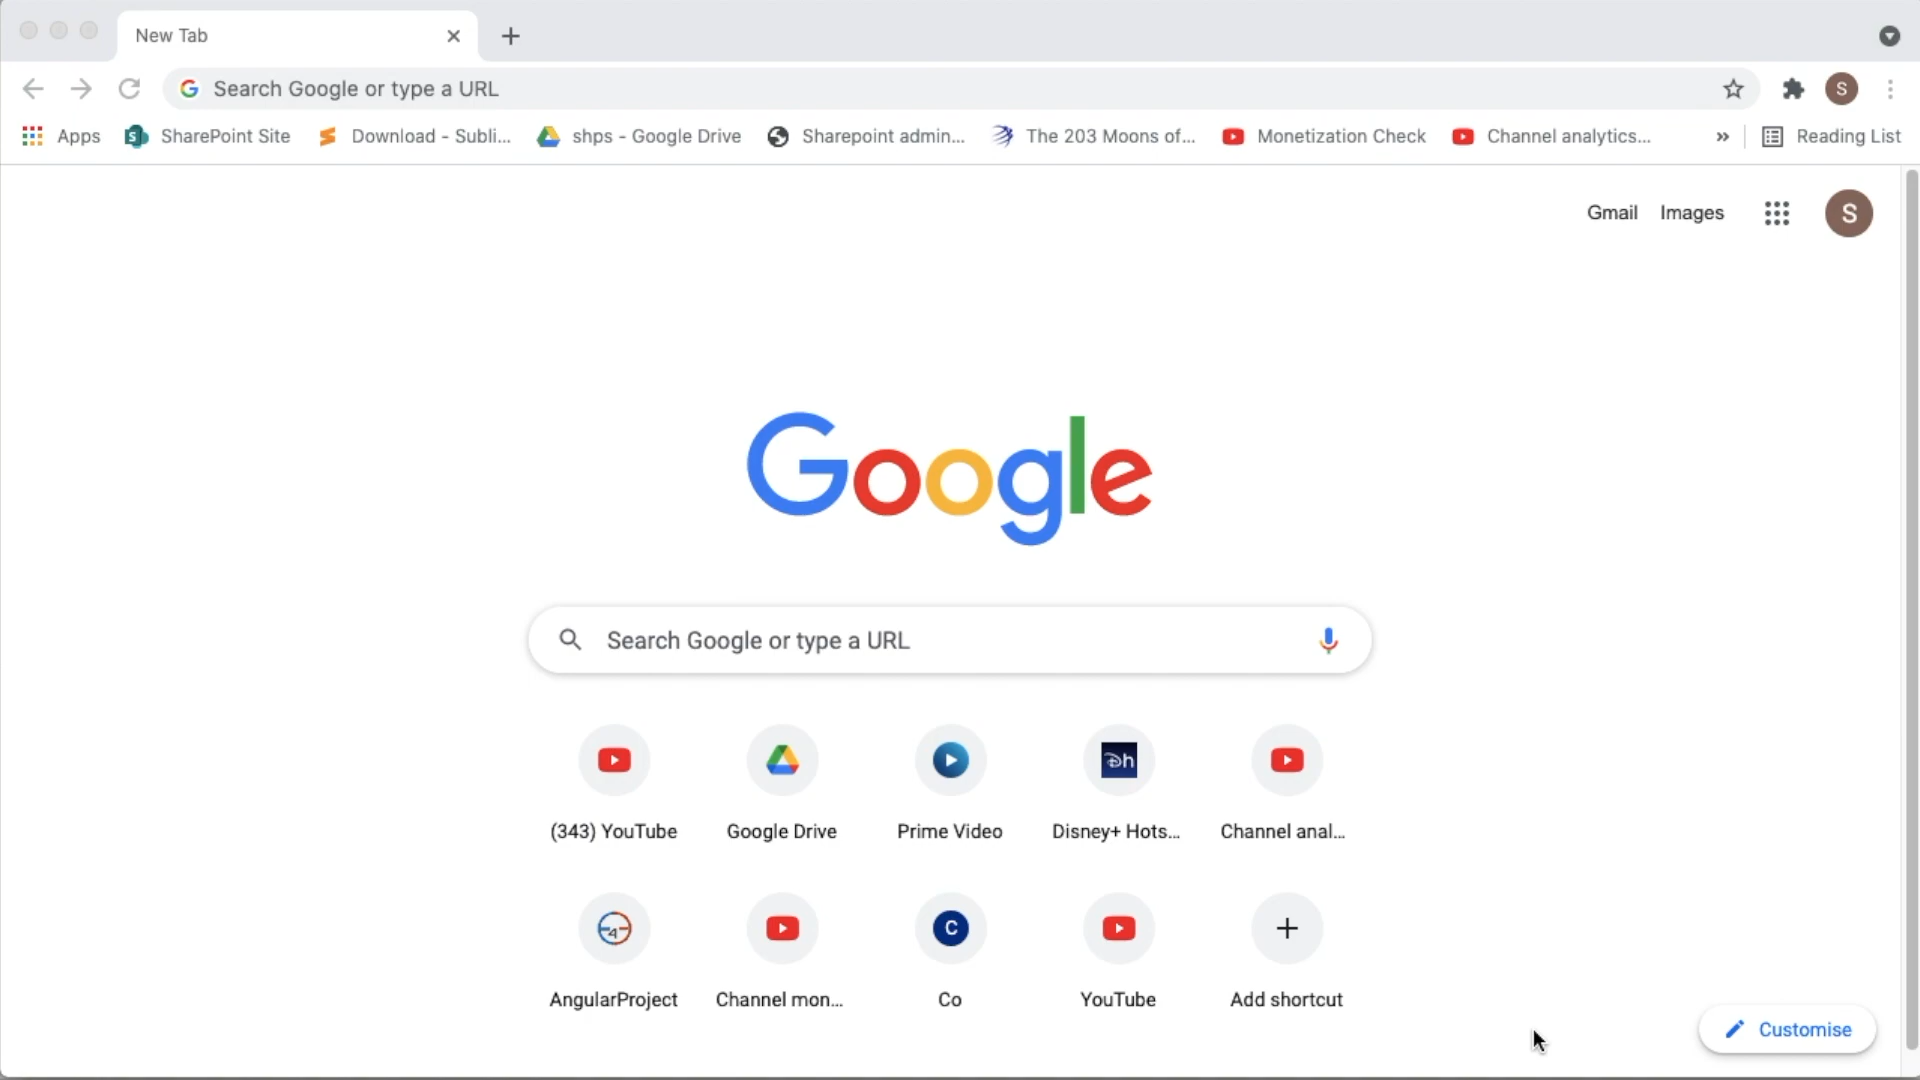 New Tab
Search Google or type a URL
S
Apps
SharePoint Site
Download - Subli...
shps - Google Drive
Sharepoint admin...
The 203 Moons of...
Monetization Check
Channel analytics...
»
Reading List
Gmail
Images
S
Google
Search Google or type a URL
(343) YouTube
Google Drive
Prime Video
Disney+ Hots...
Channel anal...
AngularProject
Channel mon...
C
Co
YouTube
Add shortcut
Customise